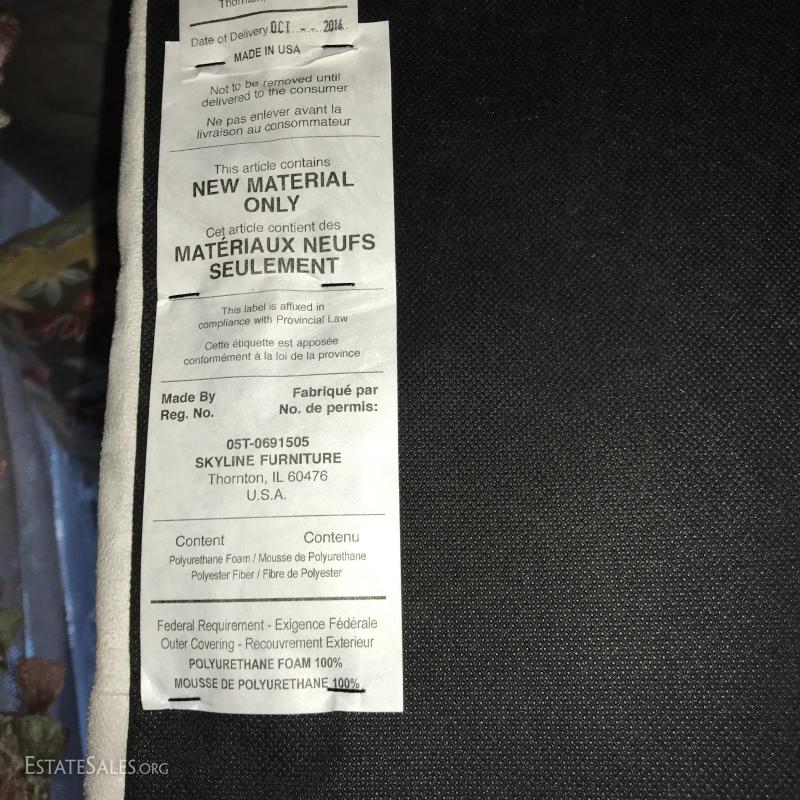 Thornton,
Date of Delivery OCT -- 2014
MADE IN USA
Not to be removed until
delivered to the consumer
Ne pas enlever avant la
livraison au consommateur
This article contains
NEW MATERIAL
ONLY
Cet article contient des
MATÉRIAUX NEUFS
SEULEMENT
This label is affixed in
compliance with Provincial Law
Cette étiquette est apposée
conformément à la loi de la province
Made By Fabriqué par
Reg. No. No. de permis:
05T-0691505
SKYLINE FURNITURE
Thornton, IL 60476
U.S.A.
Content Contenu
Polyurethane Foam / Mousse de Polyurethane
Polyester Fiber / Fibre de Polyester
Federal Requirement - Exigence Fédérale
Outer Covering - Recouvrement Exterieur
POLYURETHANE FOAM 100%
MOUSSE DE POLYURETHANE 100%
ESTATESALES.ORG